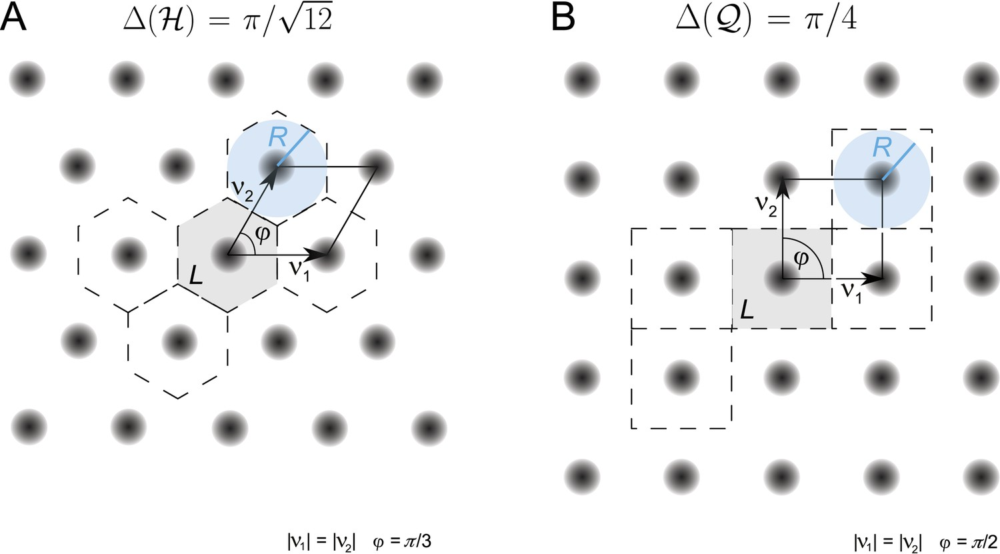 A
Δ(ℋ) = π/√12
R
ν₂
φ
ν₁
L
|ν₁| = |ν₂| φ = π/3
B
Δ(𝒬) = π/4
R
ν₂
φ
ν₁
L
|ν₁| = |ν₂| φ = π/2